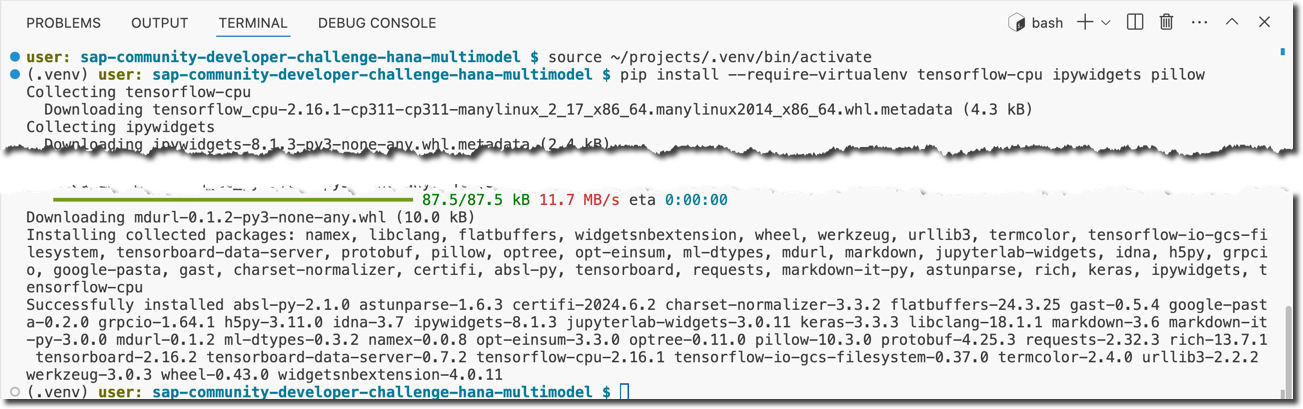 PROBLEMS OUTPUT TERMINAL DEBUG CONSOLE bash
user: sap-community-developer-challenge-hana-multimodel $ source ~/projects/.venv/bin/activate
(.venv) user: sap-community-developer-challenge-hana-multimodel $ pip install --require-virtualenv tensorflow-cpu ipywidgets pillow
Collecting tensorflow-cpu
Downloading tensorflow_cpu-2.16.1-cp311-cp311-manylinux_2_17_x86_64.manylinux2014_x86_64.whl.metadata (4.3 kB)
Collecting ipywidgets
Downloading ipywidgets-8.1.3-py3-none-any.whl.metadata (2.4 kB)
87.5/87.5 kB 11.7 MB/s eta 0:00:00
Downloading mdurl-0.1.2-py3-none-any.whl (10.0 kB)
Installing collected packages: namex, libclang, flatbuffers, widgetsnbextension, wheel, werkzeug, urllib3, termcolor, tensorflow-io-gcs-fi
lesystem, tensorboard-data-server, protobuf, pillow, optree, opt-einsum, ml-dtypes, mdurl, markdown, jupyterlab-widgets, idna, h5py, grpci
o, google-pasta, gast, charset-normalizer, certifi, absl-py, tensorboard, requests, markdown-it-py, astunparse, rich, keras, ipywidgets, t
ensorflow-cpu
Successfully installed absl-py-2.1.0 astunparse-1.6.3 certifi-2024.6.2 charset-normalizer-3.3.2 flatbuffers-24.3.25 gast-0.5.4 google-past
a-0.2.0 grpcio-1.64.1 h5py-3.11.0 idna-3.7 ipywidgets-8.1.3 jupyterlab-widgets-3.0.11 keras-3.3.3 libclang-18.1.1 markdown-3.6 markdown-it
-py-3.0.0 mdurl-0.1.2 ml-dtypes-0.3.2 namex-0.0.8 opt-einsum-3.3.0 optree-0.11.0 pillow-10.3.0 protobuf-4.25.3 requests-2.32.3 rich-13.7.1
tensorboard-2.16.2 tensorboard-data-server-0.7.2 tensorflow-cpu-2.16.1 tensorflow-io-gcs-filesystem-0.37.0 termcolor-2.4.0 urllib3-2.2.2
werkzeug-3.0.3 wheel-0.43.0 widgetsnbextension-4.0.11
(.venv) user: sap-community-developer-challenge-hana-multimodel $